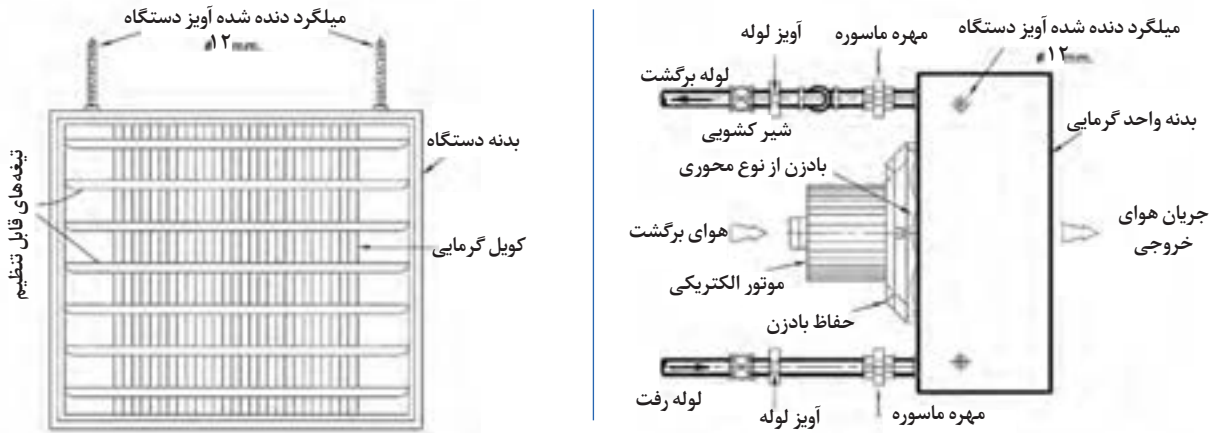 میلگرد دنده شده آویز دستگاه
ø۱۲mm.
مهره ماسوره
آویز لوله
لوله برگشت
شیر کشویی
بدنه واحد گرمایی
بادزن از نوع محوری
جریان هوای
خروجی
هوای برگشت
موتور الکتریکی
حفاظ بادزن
لوله رفت
آویز لوله
مهره ماسوره
میلگرد دنده شده آویز دستگاه
ø۱۲mm.
بدنه دستگاه
تیغه‌های قابل تنظیم
کویل گرمایی